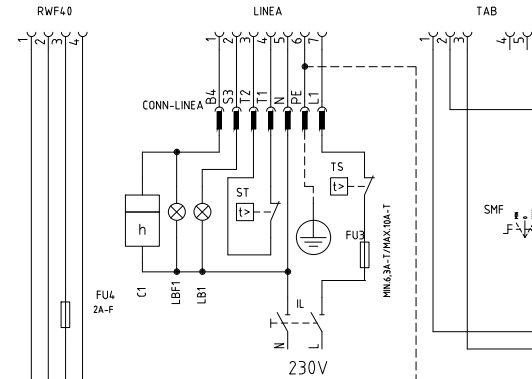 RWF40 LINEA TAB
1 2 3 4 1 2 3 4 5 6 7 1 2 3 4 5
CONN-LINEA B4 S3 T2 T1 N PE L1
ST TS
t> t>
SMF
h FU3
MIN.6,3A-T/MAX.10A-T
FU4
2A-F
C1 LBF1 LB1
IL
N L
230V